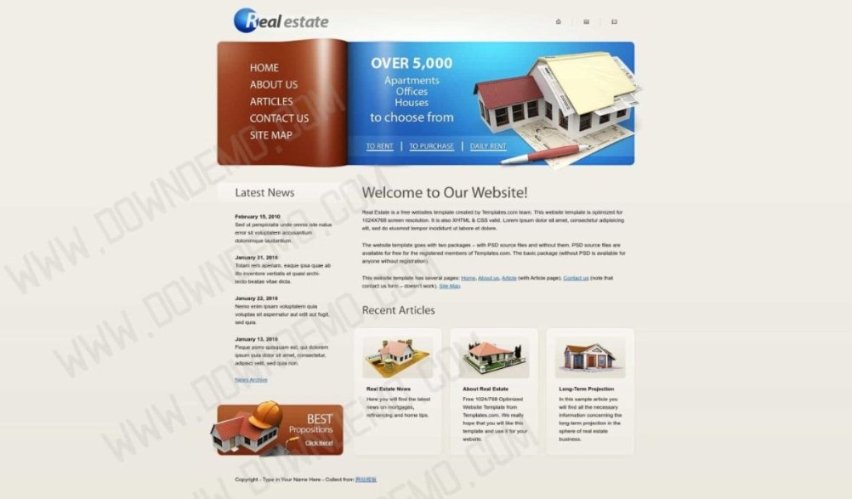 Real estate
HOME
ABOUT US
ARTICLES
CONTACT US
SITE MAP
OVER 5,000
Apartments
Offices
Houses
to choose from
TO RENT | TO PURCHASE | DAILY RENT
Latest News
February 15, 2010
Sed ut perspiciatis unde omnis iste natus
error sit voluptatem accusantium
doloremque laudantium.
January 31, 2010
Totam rem aperiam, eaque ipsa quae ab
illo inventore veritatis et quasi archi-
tecto beatae vitae dicta.
January 22, 2010
Nemo enim ipsam voluptatem quia
voluptas sit aspernatur aut odit aut fugit,
sed quia.
January 13, 2010
Neque porro quisquam est, qui dolorem
ipsum quia dolor sit amet, consectetur,
adipisci velit, sed quia non.
News Archive
BEST
Propositions
Click Here!
Welcome to Our Website!
Real Estate is a free websites template created by Templates.com team. This website template is optimized for
1024X768 screen resolution. It is also XHTML & CSS valid. Lorem ipsum dolor sit amet, consectetur adipisicing
elit, sed do eiusmod tempor incididunt ut labore et dolore.
The website template goes with two packages – with PSD source files and without them. PSD source files are
available for free for the registered members of Templates.com. The basic package (without PSD is available for
anyone without registration).
This website template has several pages: Home, About us, Article (with Article page), Contact us (note that
contact us form – doesn't work), Site Map.
Recent Articles
Real Estate News
Here you will find the latest
news on mortgages,
refinancing and home tips.
About Real Estate
Free 1024/768 Optimized
Website Template from
Templates.com. We really
hope that you will like this
template and use it for your
website.
Long-Term Projection
In this sample article you
will find all the necessary
information concerning the
long-term projection in the
sphere of real estate
business.
Copyright - Type in Your Name Here - Collect from 网站模板
WWW.DOWNDEMO.COM
WWW.DOWNDEMO.COM
WWW.DOWNDEMO.COM
WWW.DOWNDEMO.COM